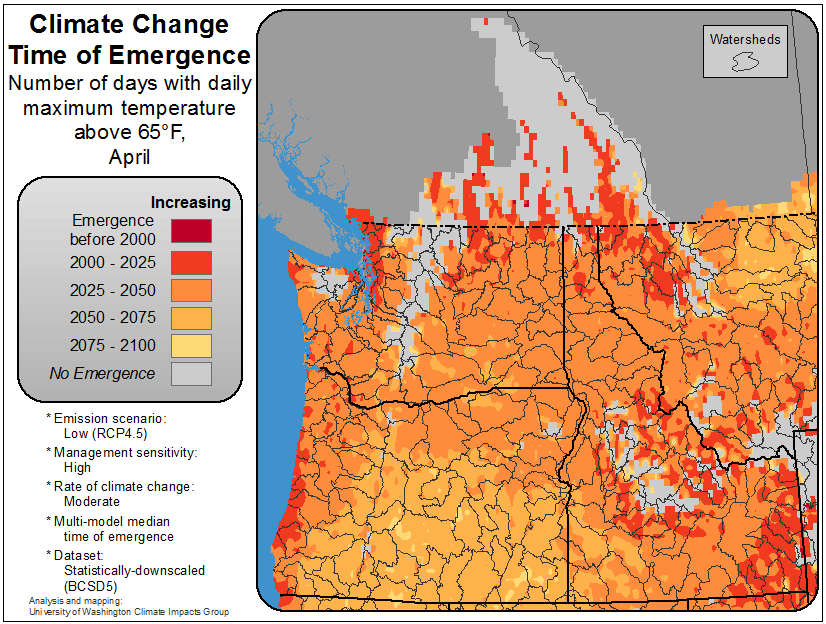 Climate Change
Time of Emergence
Number of days with daily
maximum temperature
above 65°F,
April
Increasing
Emergence
before 2000
2000 - 2025
2025 - 2050
2050 - 2075
2075 - 2100
No Emergence
* Emission scenario:
Low (RCP4.5)
* Management sensitivity:
High
* Rate of climate change:
Moderate
* Multi-model median
time of emergence
* Dataset:
Statistically-downscaled
(BCSD5)
Analysis and mapping:
University of Washington Climate Impacts Group
Watersheds